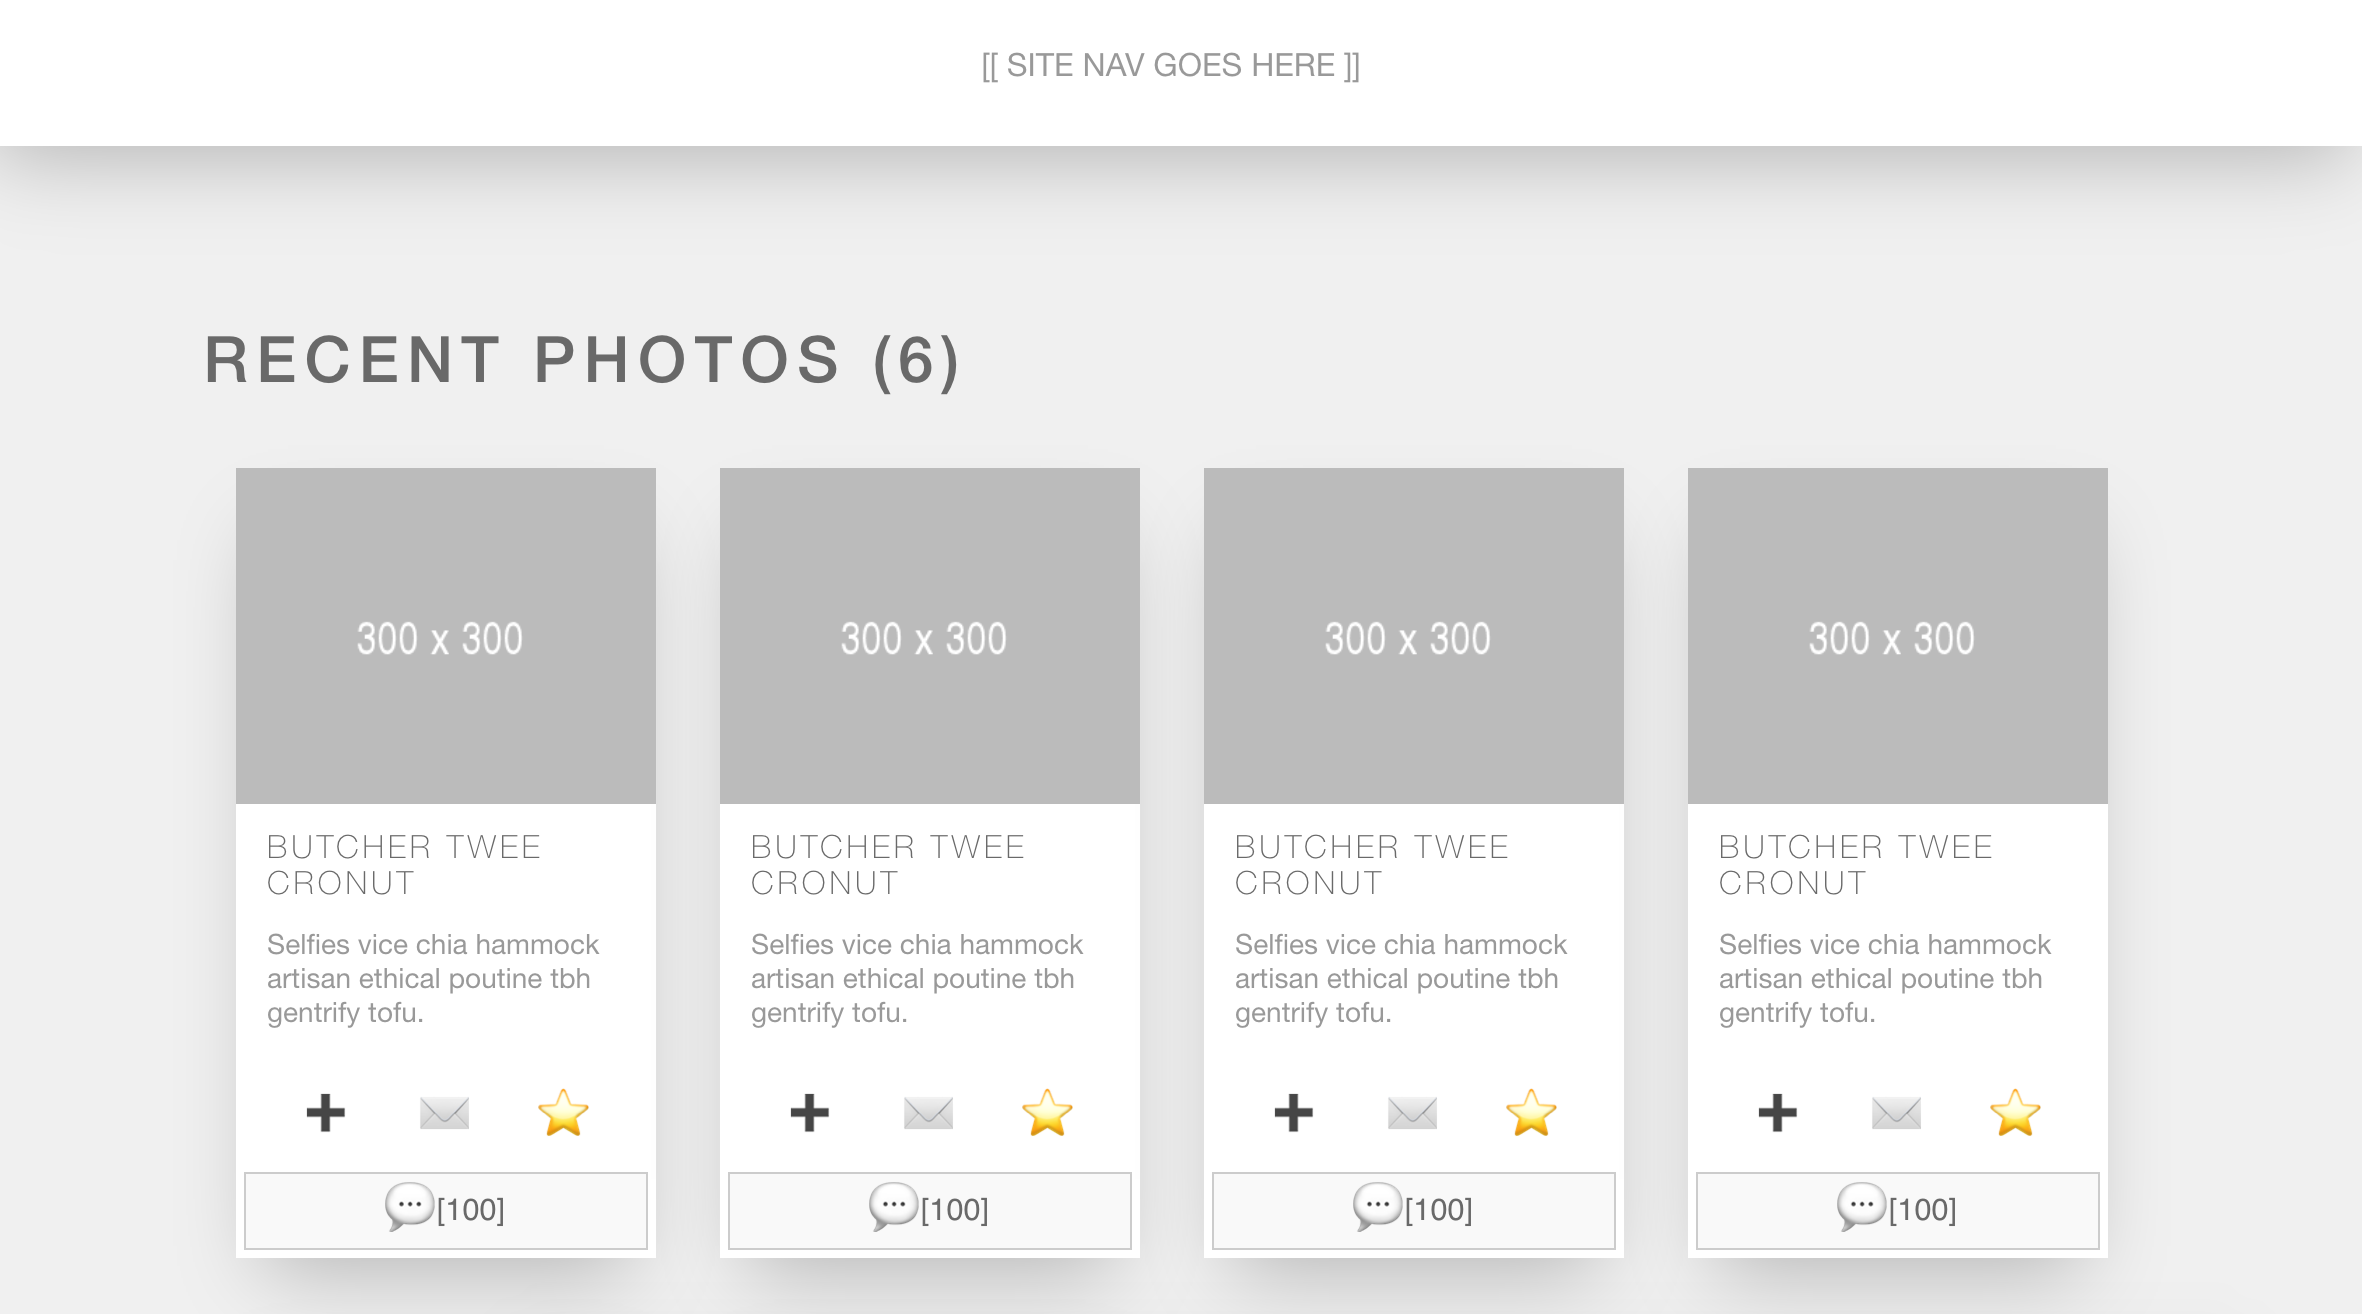 [[ SITE NAV GOES HERE ]]
RECENT PHOTOS (6)
300 x 300
BUTCHER TWEE
CRONUT
Selfies vice chia hammock
artisan ethical poutine tbh
gentrify tofu.
[100]
300 x 300
BUTCHER TWEE
CRONUT
Selfies vice chia hammock
artisan ethical poutine tbh
gentrify tofu.
[100]
300 x 300
BUTCHER TWEE
CRONUT
Selfies vice chia hammock
artisan ethical poutine tbh
gentrify tofu.
[100]
300 x 300
BUTCHER TWEE
CRONUT
Selfies vice chia hammock
artisan ethical poutine tbh
gentrify tofu.
[100]